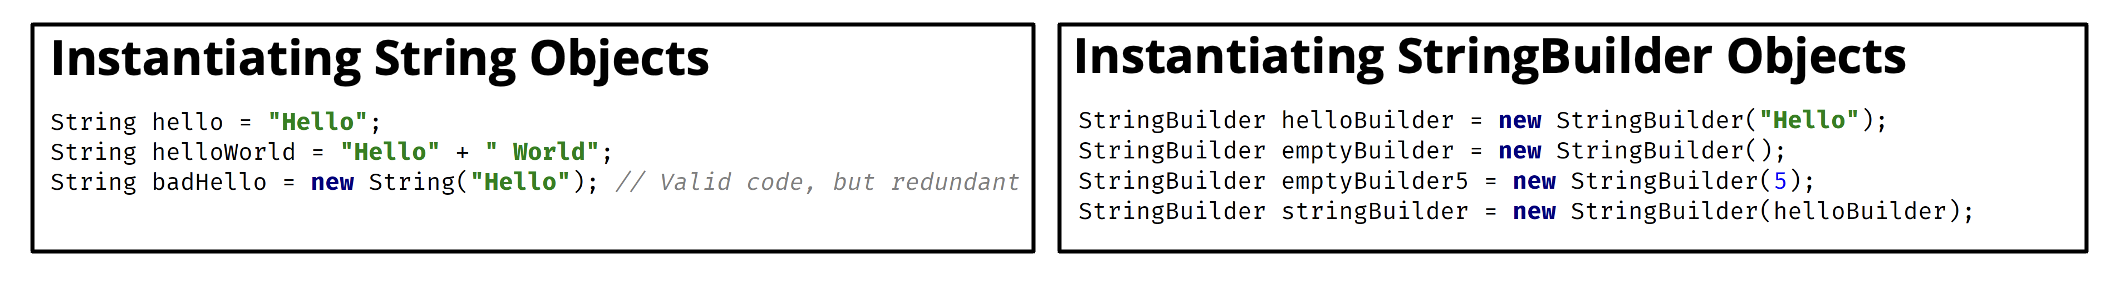 Instantiating String Objects
String hello = "Hello";
String helloWorld = "Hello" + " World";
String badHello = new String("Hello"); // Valid code, but redundant
Instantiating StringBuilder Objects
StringBuilder helloBuilder = new StringBuilder("Hello");
StringBuilder emptyBuilder = new StringBuilder();
StringBuilder emptyBuilder5 = new StringBuilder(5);
StringBuilder stringBuilder = new StringBuilder(helloBuilder);